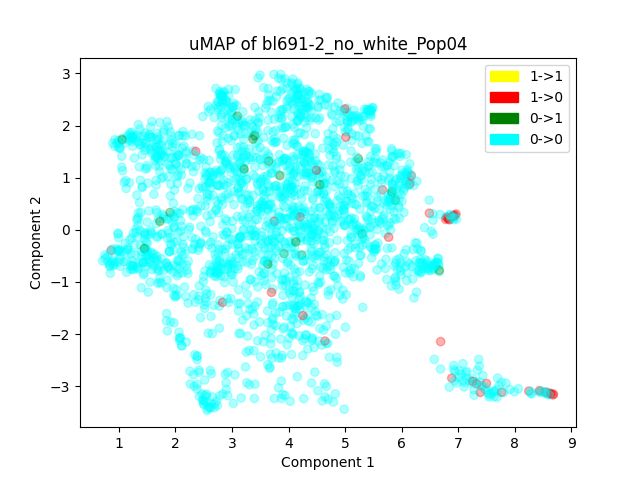 uMAP of bl691-2_no_white_Pop04
1->1
1->0
0->1
0->0
3
2
1
0
−1
−2
−3
Component 2
1 2 3 4 5 6 7 8 9
Component 1